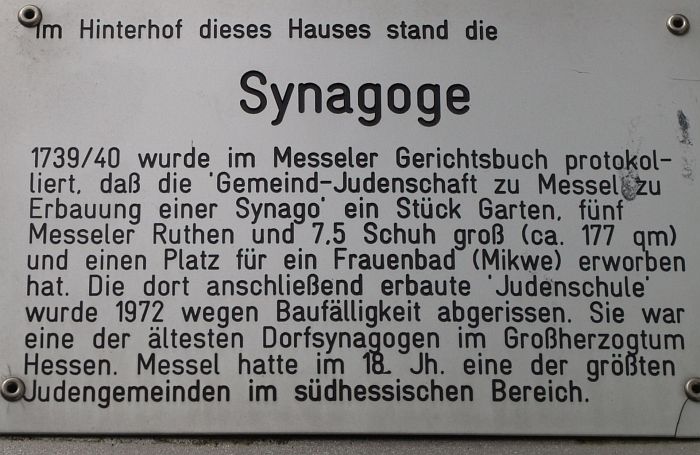 Im Hinterhof dieses Hauses stand die
Synagoge
1739/40 wurde im Messeler Gerichtsbuch protokol-
liert, daß die 'Gemeind-Judenschaft zu Messel zu
Erbauung einer Synago' ein Stück Garten, fünf
Messeler Ruthen und 7,5 Schuh groß (ca. 177 qm)
und einen Platz für ein Frauenbad (Mikwe) erworben
hat. Die dort anschließend erbaute 'Judenschule'
wurde 1972 wegen Baufälligkeit abgerissen. Sie war
eine der ältesten Dorfsynagogen im Großherzogtum
Hessen. Messel hatte im 18. Jh. eine der größten
Judengemeinden im südhessischen Bereich.